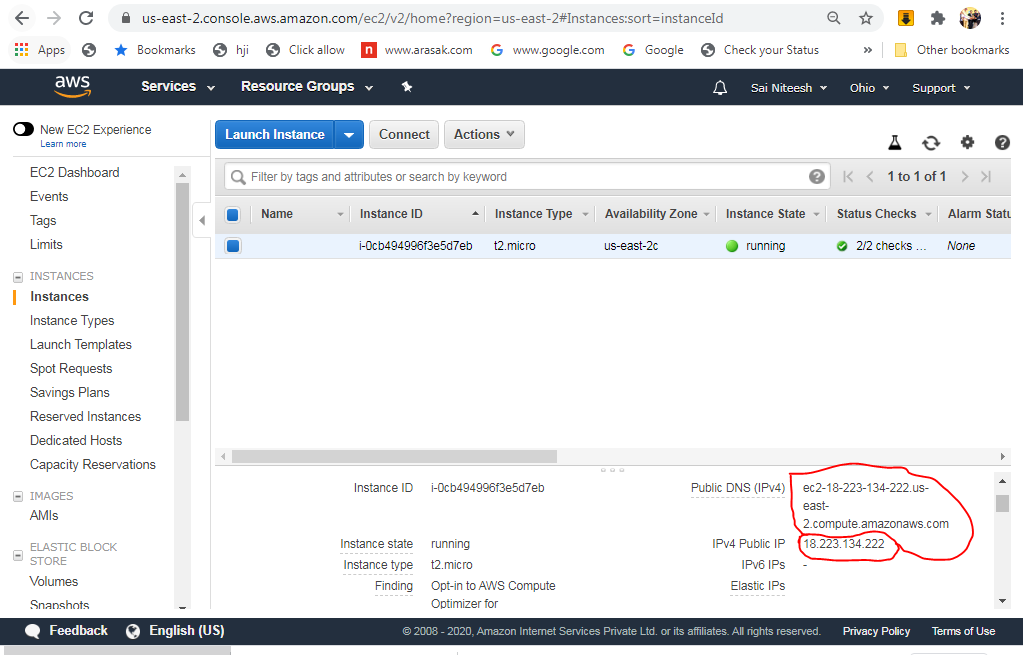 us-east-2.console.aws.amazon.com/ec2/v2/home?region=us-east-2#Instances:sort=instanceId
Apps Bookmarks hji Click allow n www.arasak.com www.google.com Google Check your Status » Other bookmarks
aws Services Resource Groups Sai Niteesh Ohio Support
New EC2 Experience
Learn more
Launch Instance Connect Actions
EC2 Dashboard
Events
Tags
Limits
INSTANCES
Instances
Instance Types
Launch Templates
Spot Requests
Savings Plans
Reserved Instances
Dedicated Hosts
Capacity Reservations
IMAGES
AMIs
ELASTIC BLOCK
STORE
Volumes
Snapshots
Filter by tags and attributes or search by keyword 1 to 1 of 1
Name Instance ID Instance Type Availability Zone Instance State Status Checks Alarm Statu
i-0cb494996f3e5d7eb t2.micro us-east-2c running 2/2 checks ... None
Instance ID i-0cb494996f3e5d7eb
Instance state running
Instance type t2.micro
Finding Opt-in to AWS Compute
Optimizer for
Public DNS (IPv4) ec2-18-223-134-222.us-
east-
2.compute.amazonaws.com
IPv4 Public IP 18.223.134.222
IPv6 IPs -
Elastic IPs
Feedback English (US) © 2008 - 2020, Amazon Internet Services Private Ltd. or its affiliates. All rights reserved. Privacy Policy Terms of Use